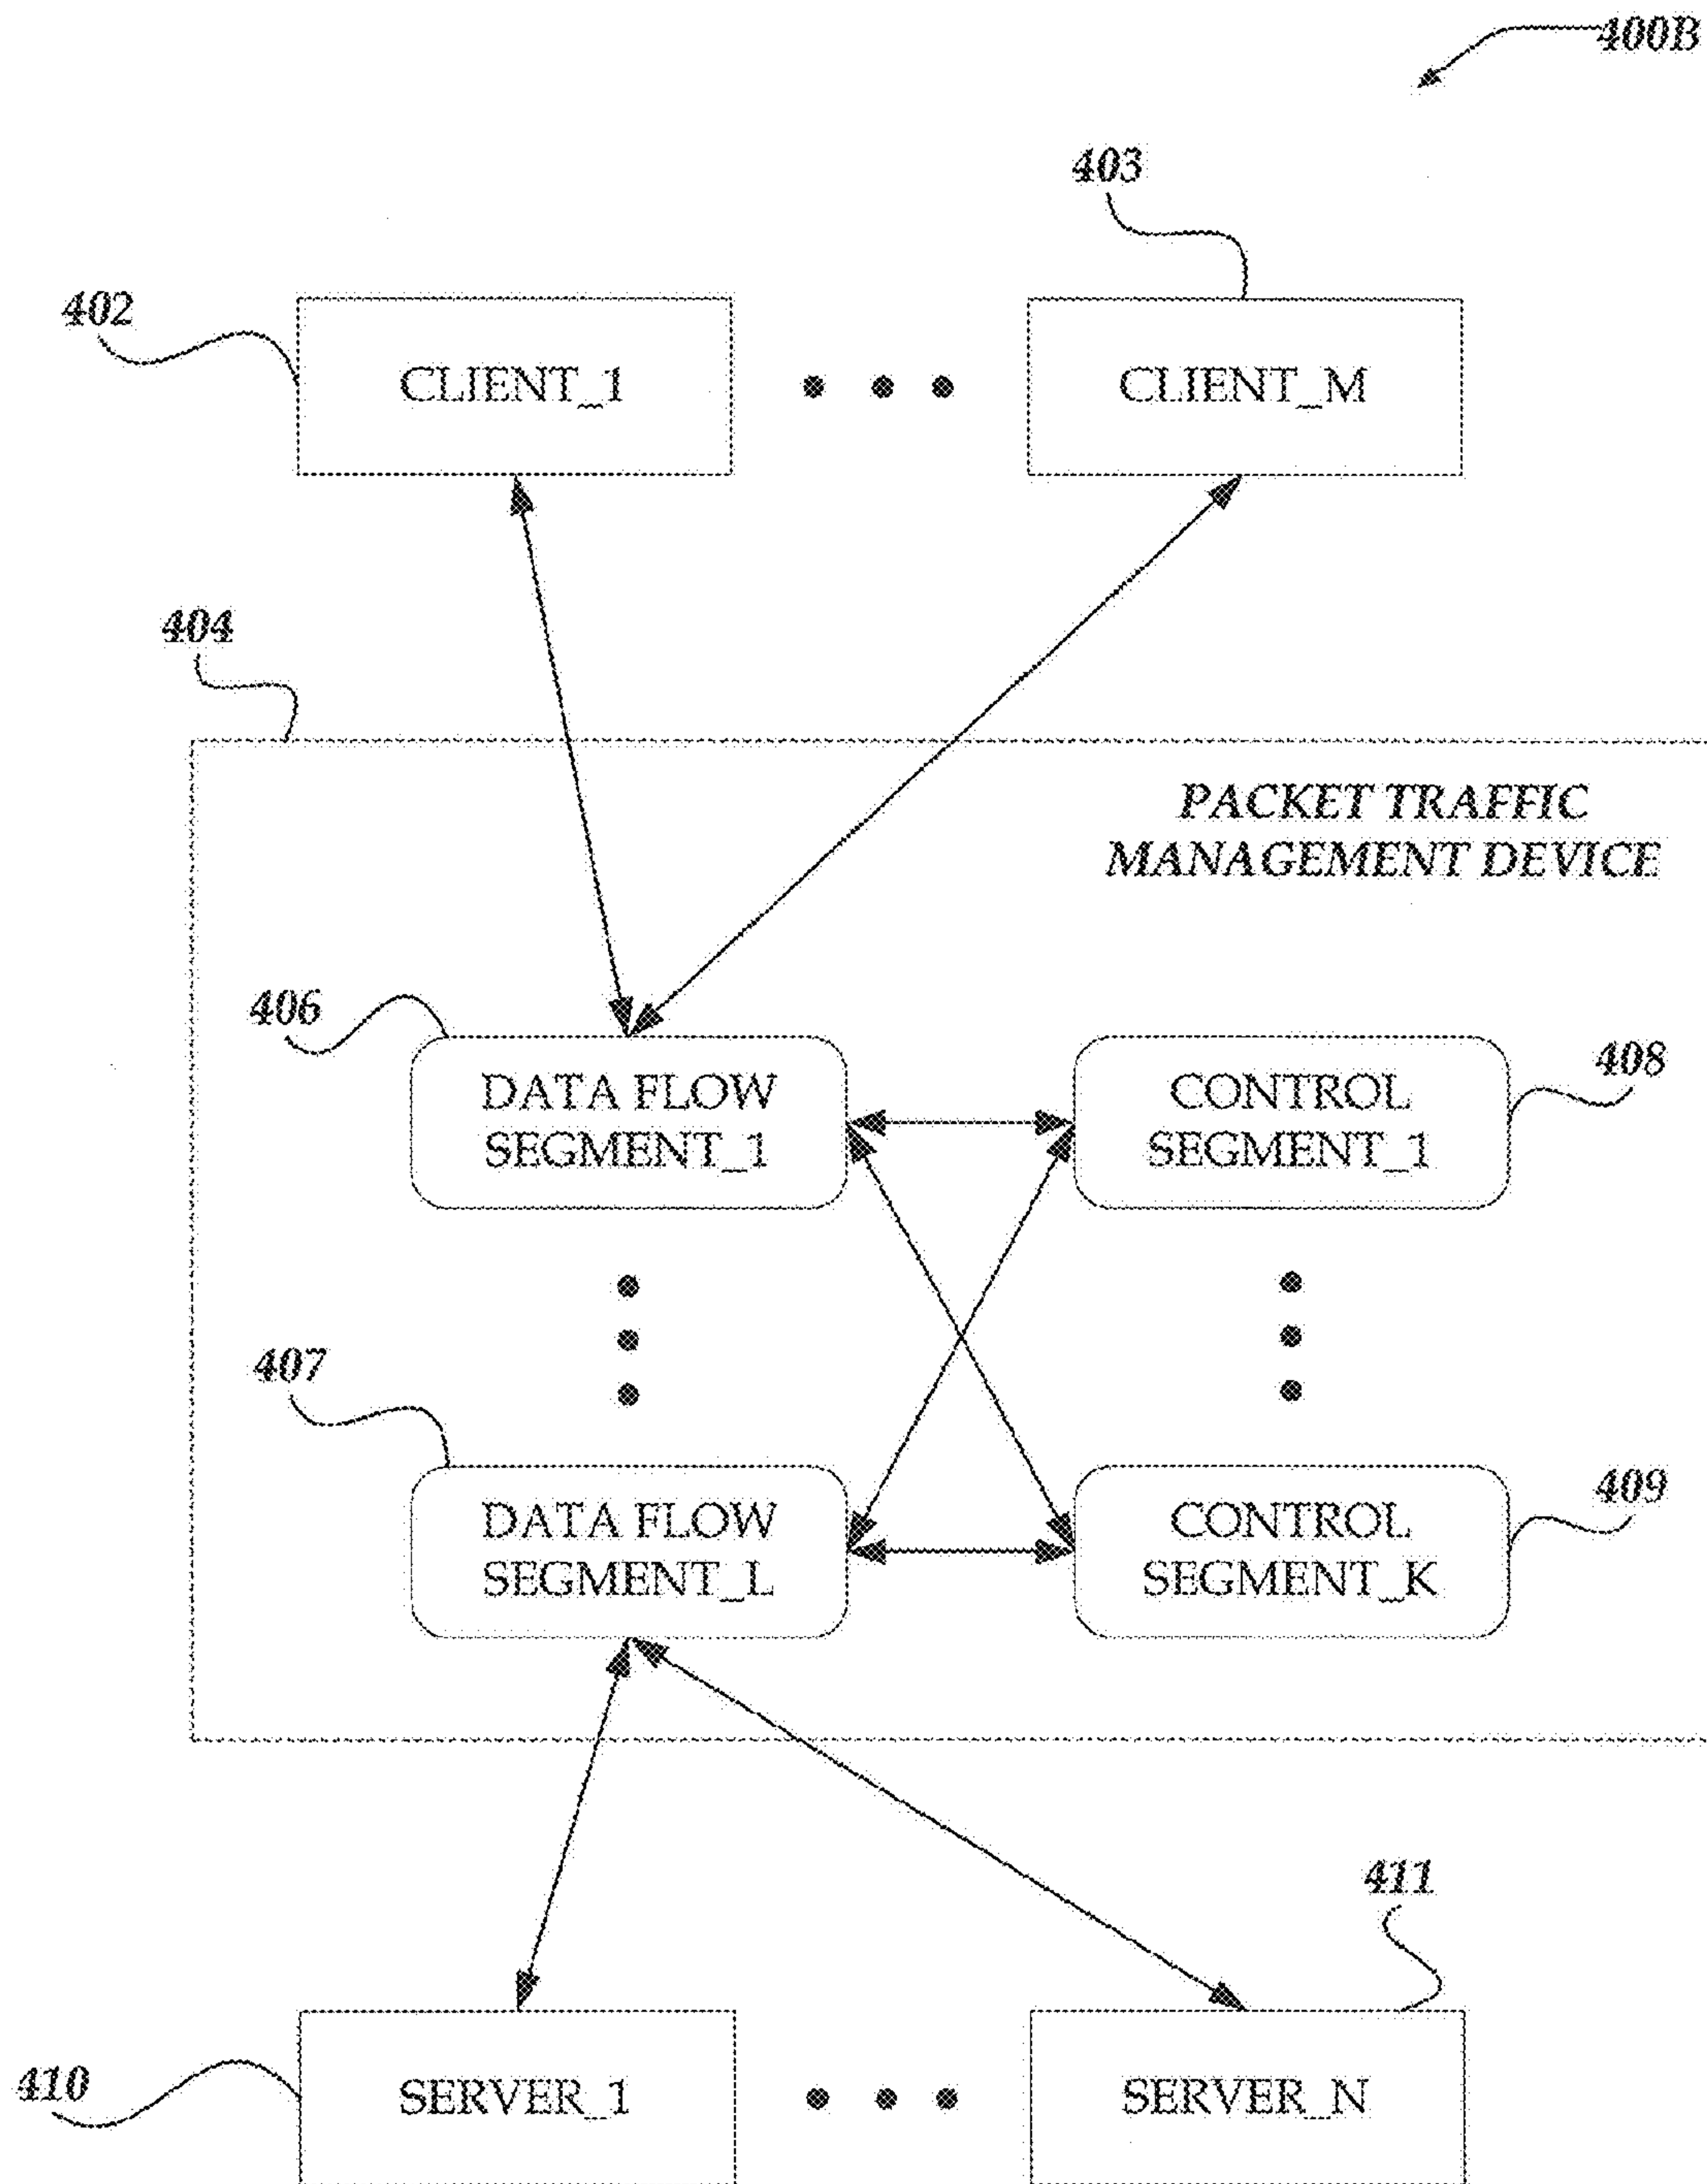 400B
403
402
CLIENT_1
CLIENT_M
404
PACKET TRAFFIC
MANAGEMENT DEVICE
406
DATA FLOW
SEGMENT_1
CONTROL
SEGMENT_1
408
407
DATA FLOW
SEGMENT_L
CONTROL
SEGMENT_K
409
411
410
SERVER_1
SERVER_N